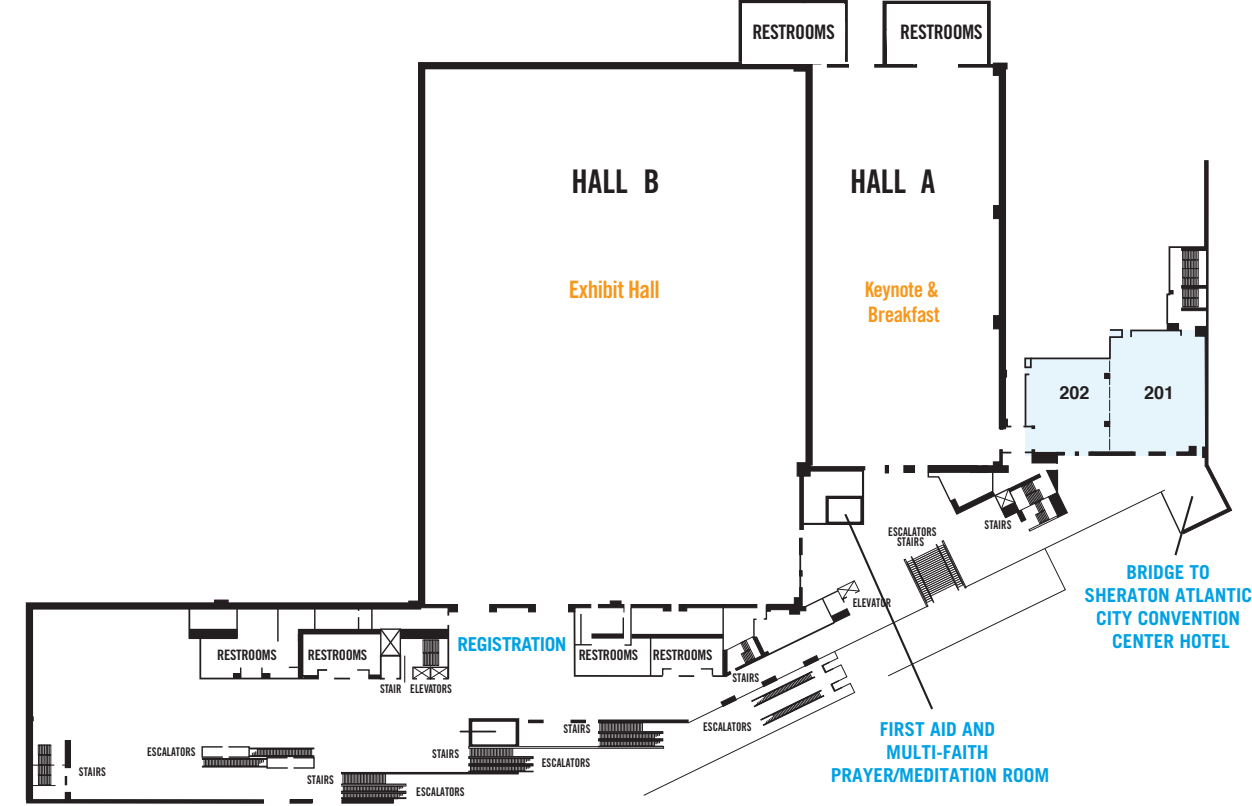 RESTROOMS
RESTROOMS
HALL B
HALL A
Exhibit Hall
Keynote &
Breakfast
202
201
ESCALATORS
STAIRS
STAIRS
BRIDGE TO
SHERATON ATLANTIC
CITY CONVENTION
CENTER HOTEL
ELEVATOR
REGISTRATION
RESTROOMS
RESTROOMS
RESTROOMS
RESTROOMS
STAIR
ELEVATORS
STAIRS
FIRST AID AND
MULTI-FAITH
PRAYER/MEDITATION ROOM
STAIRS
ESCALATORS
ESCALATORS
STAIRS
ESCALATORS
STAIRS
STAIRS
ESCALATORS